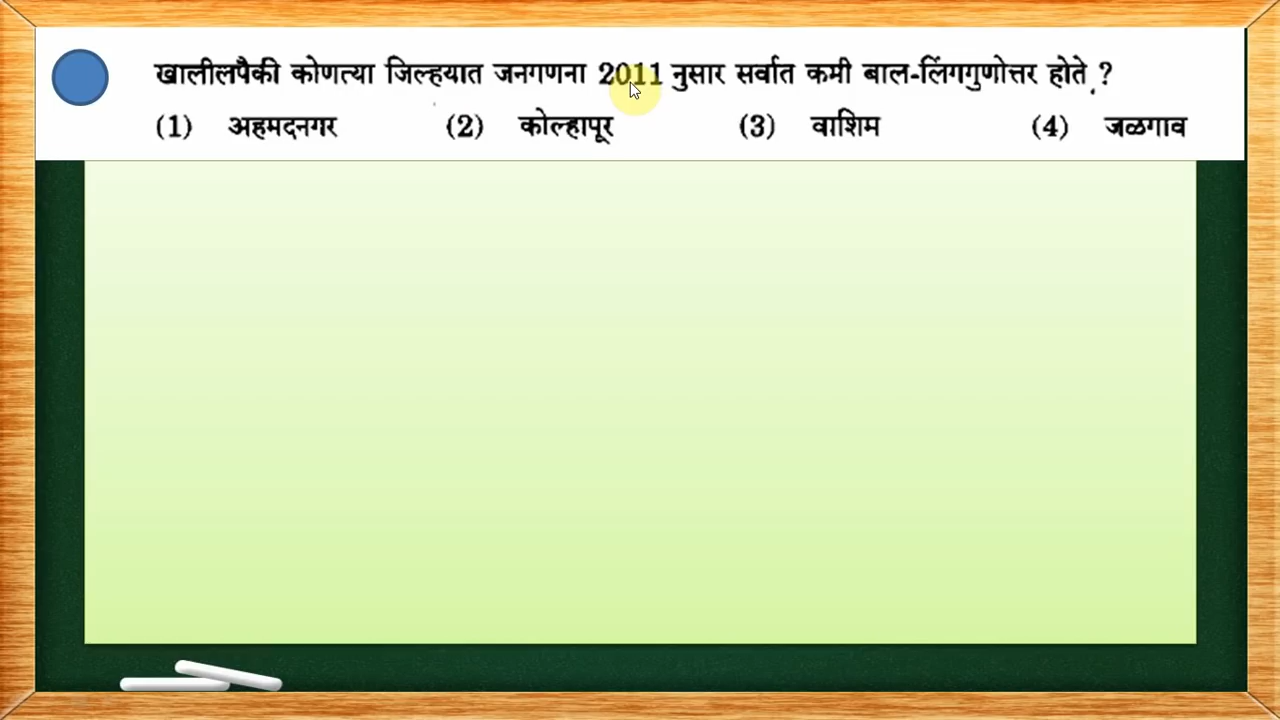 खालीलपैकी कोणत्या जिल्हयात जनगणना 2011 नुसार सर्वात कमी बाल-लिंगगुणोत्तर होते ?
(1) अहमदनगर (2) कोल्हापूर (3) वाशिम (4) जळगाव